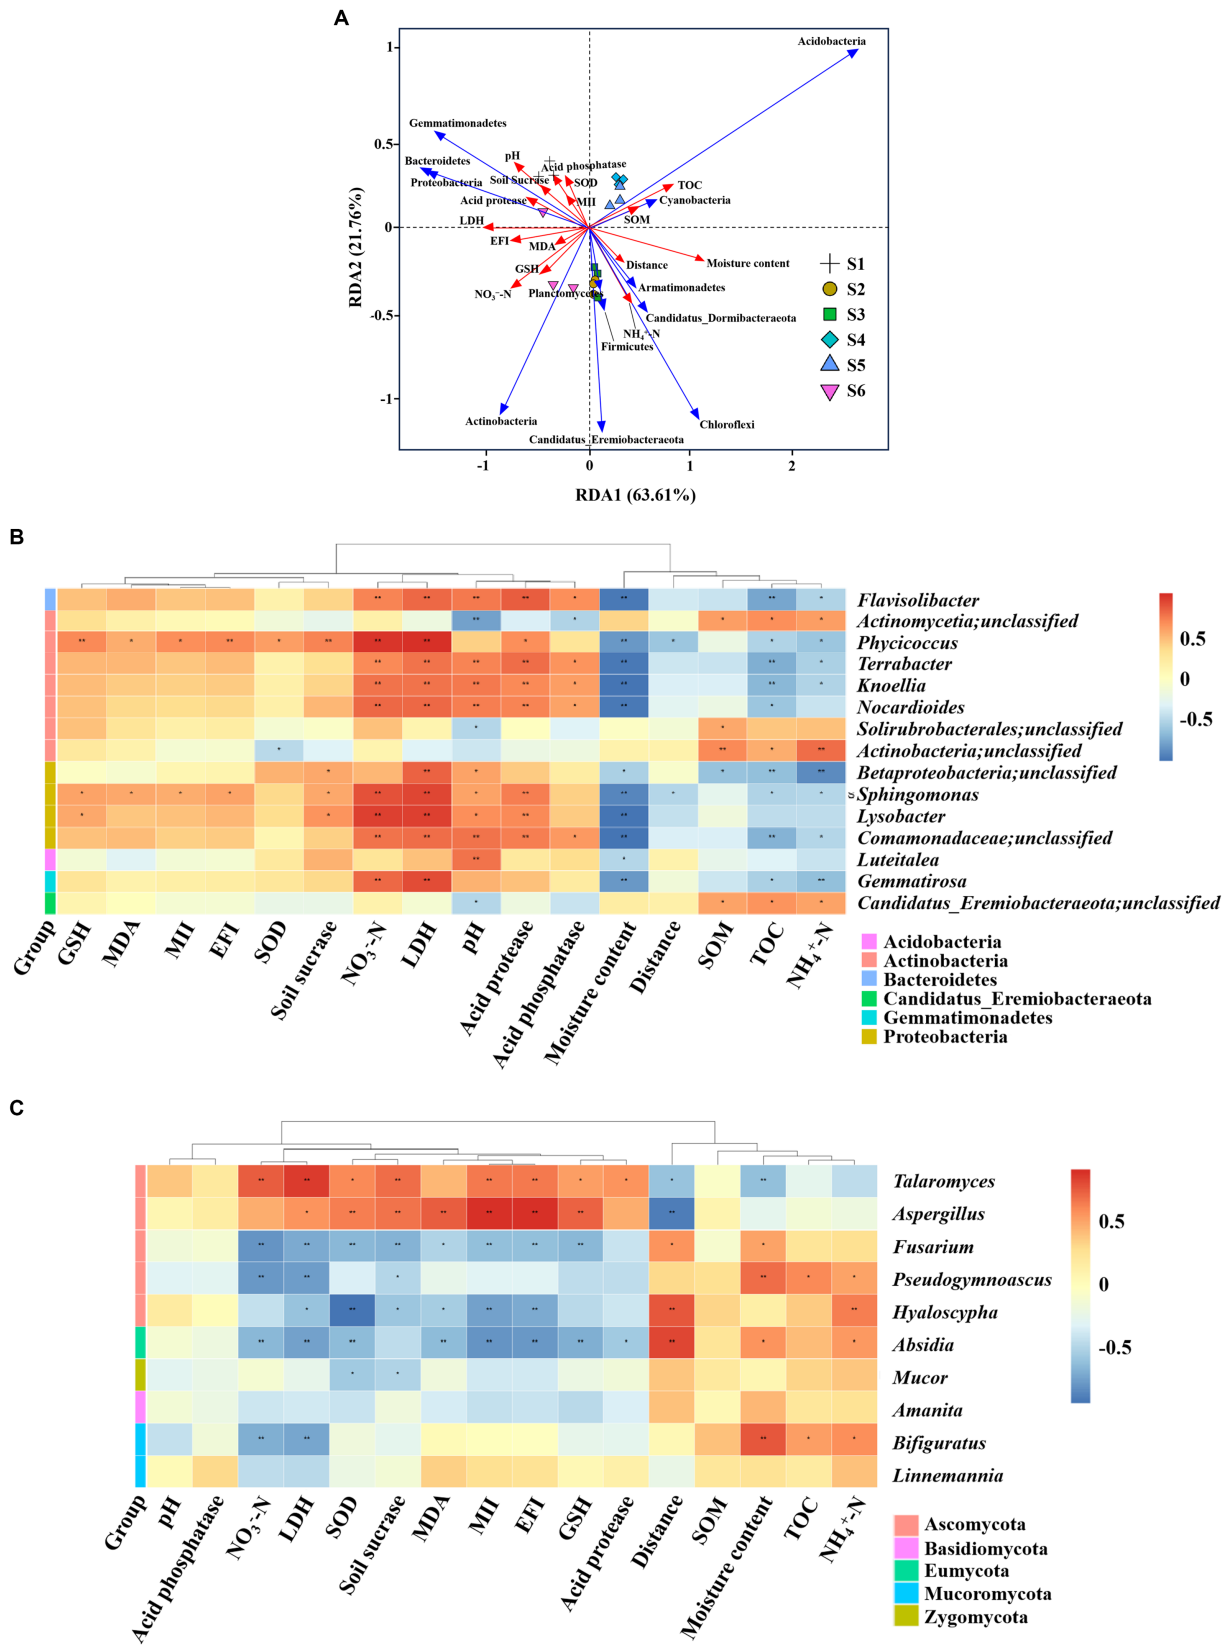 A
Acidobacteria
1
Gemmatimonadetes
0.5
pH
Bacteroidetes
Acid phosphatase
Proteobacteria
Soil Sucrase
SOD
TOC
Acid protease
MII
Cyanobacteria
LDH
SOM
0
EFI
MDA
GSH
Distance
Moisture content
NO₃⁻-N
Planctomycetes
Armatimonadetes
-0.5
Candidatus_Dormibacteraeota
NH₄⁺-N
Firmicutes
-1
Actinobacteria
Candidatus_Eremiobacteraeota
Chloroflexi
S1
S2
S3
S4
S5
S6
RDA2 (21.76%)
-1 0 1 2
RDA1 (63.61%)
B
Flavisolibacter
Actinomycetia;unclassified
Phycicoccus
Terrabacter
Knoellia
Nocardioides
Solirubrobacterales;unclassified
Actinobacteria;unclassified
Betaproteobacteria;unclassified
Sphingomonas
Lysobacter
Comamonadaceae;unclassified
Luteitalea
Gemmatirosa
Candidatus_Eremiobacteraeota;unclassified
0.5
0
-0.5
Group
GSH
MDA
MII
EFI
SOD
Soil sucrase
NO₃⁻-N
LDH
pH
Acid protease
Acid phosphatase
Moisture content
Distance
SOM
TOC
NH₄⁺-N
Acidobacteria
Actinobacteria
Bacteroidetes
Candidatus_Eremiobacteraeota
Gemmatimonadetes
Proteobacteria
C
Talaromyces
Aspergillus
Fusarium
Pseudogymnoascus
Hyaloscypha
Absidia
Mucor
Amanita
Bifiguratus
Linnemannia
0.5
0
-0.5
Group
pH
Acid phosphatase
NO₃⁻-N
LDH
SOD
Soil sucrase
MDA
MII
EFI
GSH
Acid protease
Distance
SOM
Moisture content
TOC
NH₄⁺-N
Ascomycota
Basidiomycota
Eumycota
Mucoromycota
Zygomycota